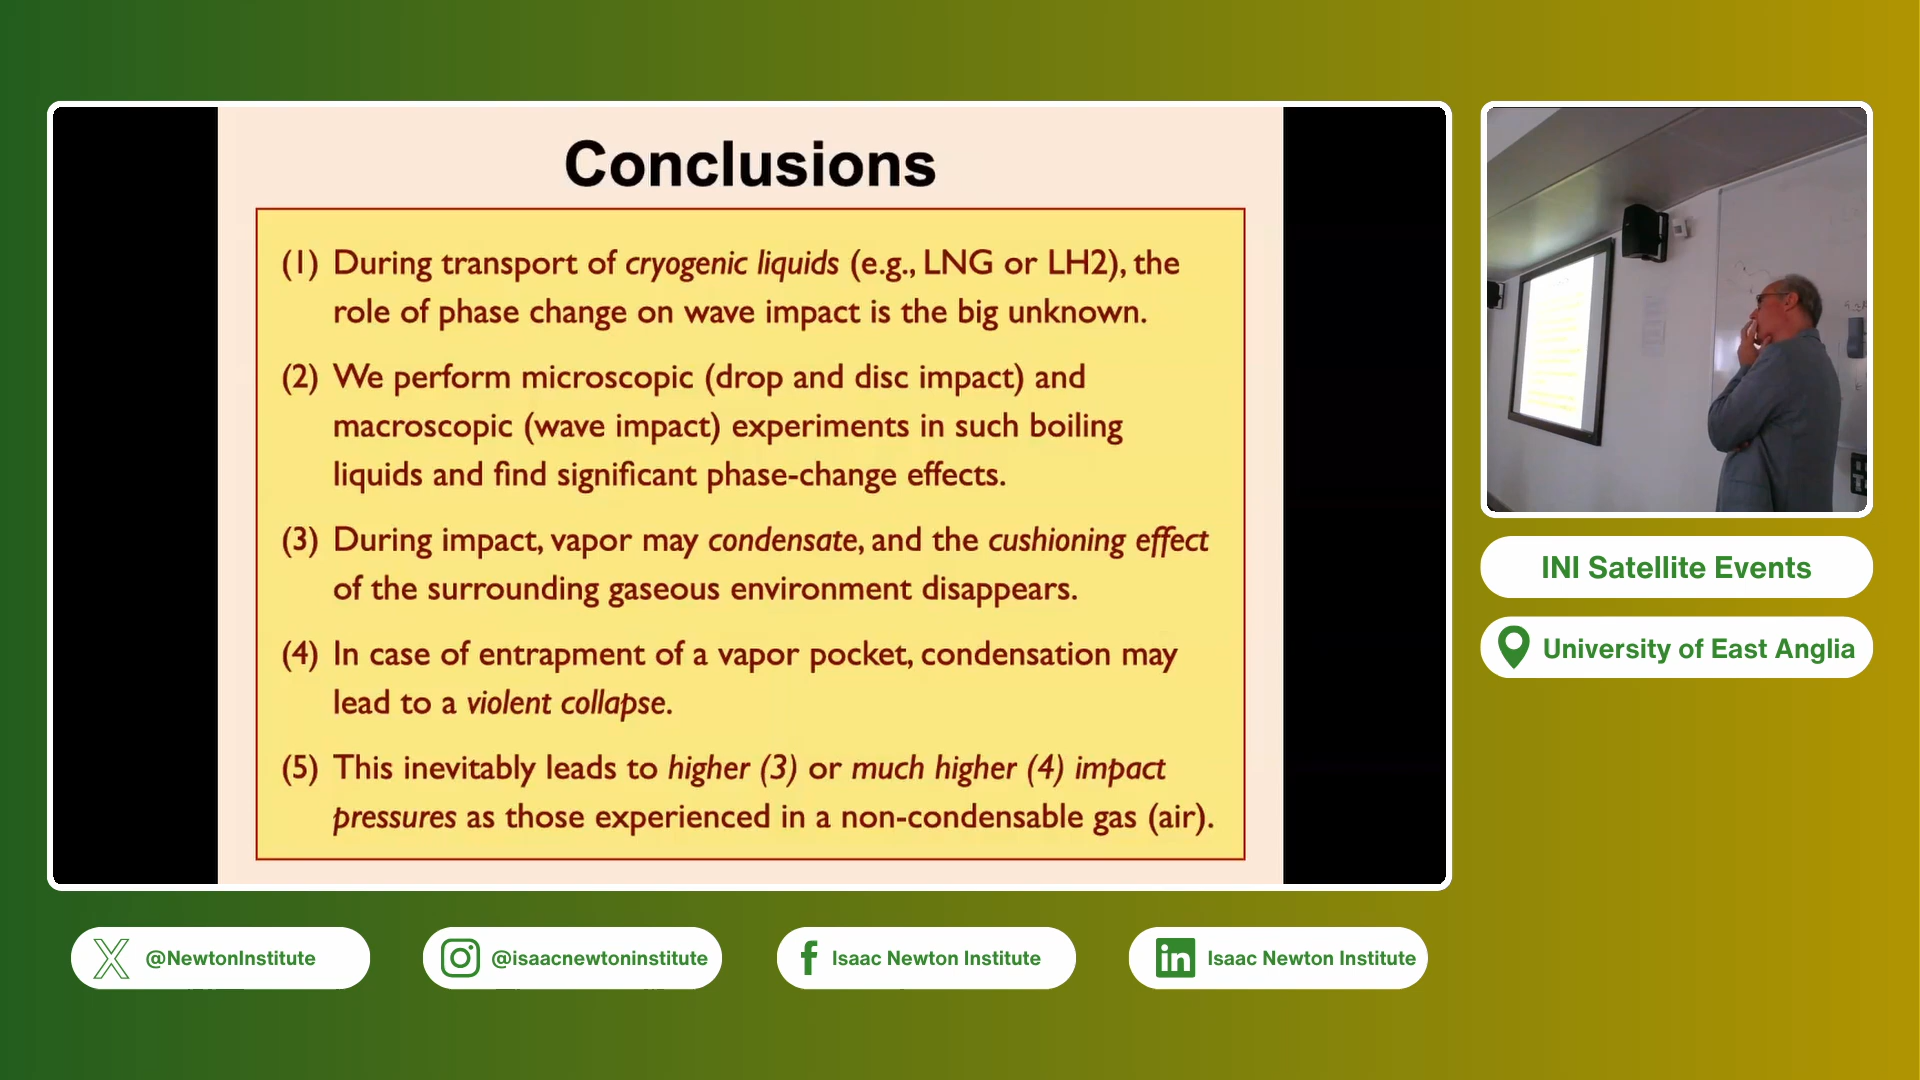 Conclusions
(1) During transport of cryogenic liquids (e.g., LNG or LH2), the
role of phase change on wave impact is the big unknown.
(2) We perform microscopic (drop and disc impact) and
macroscopic (wave impact) experiments in such boiling
liquids and find significant phase-change effects.
(3) During impact, vapor may condensate, and the cushioning effect
of the surrounding gaseous environment disappears.
(4) In case of entrapment of a vapor pocket, condensation may
lead to a violent collapse.
(5) This inevitably leads to higher (3) or much higher (4) impact
pressures as those experienced in a non-condensable gas (air).
INI Satellite Events
University of East Anglia
@NewtonInstitute
@isaacnewtoninstitute
Isaac Newton Institute
Isaac Newton Institute